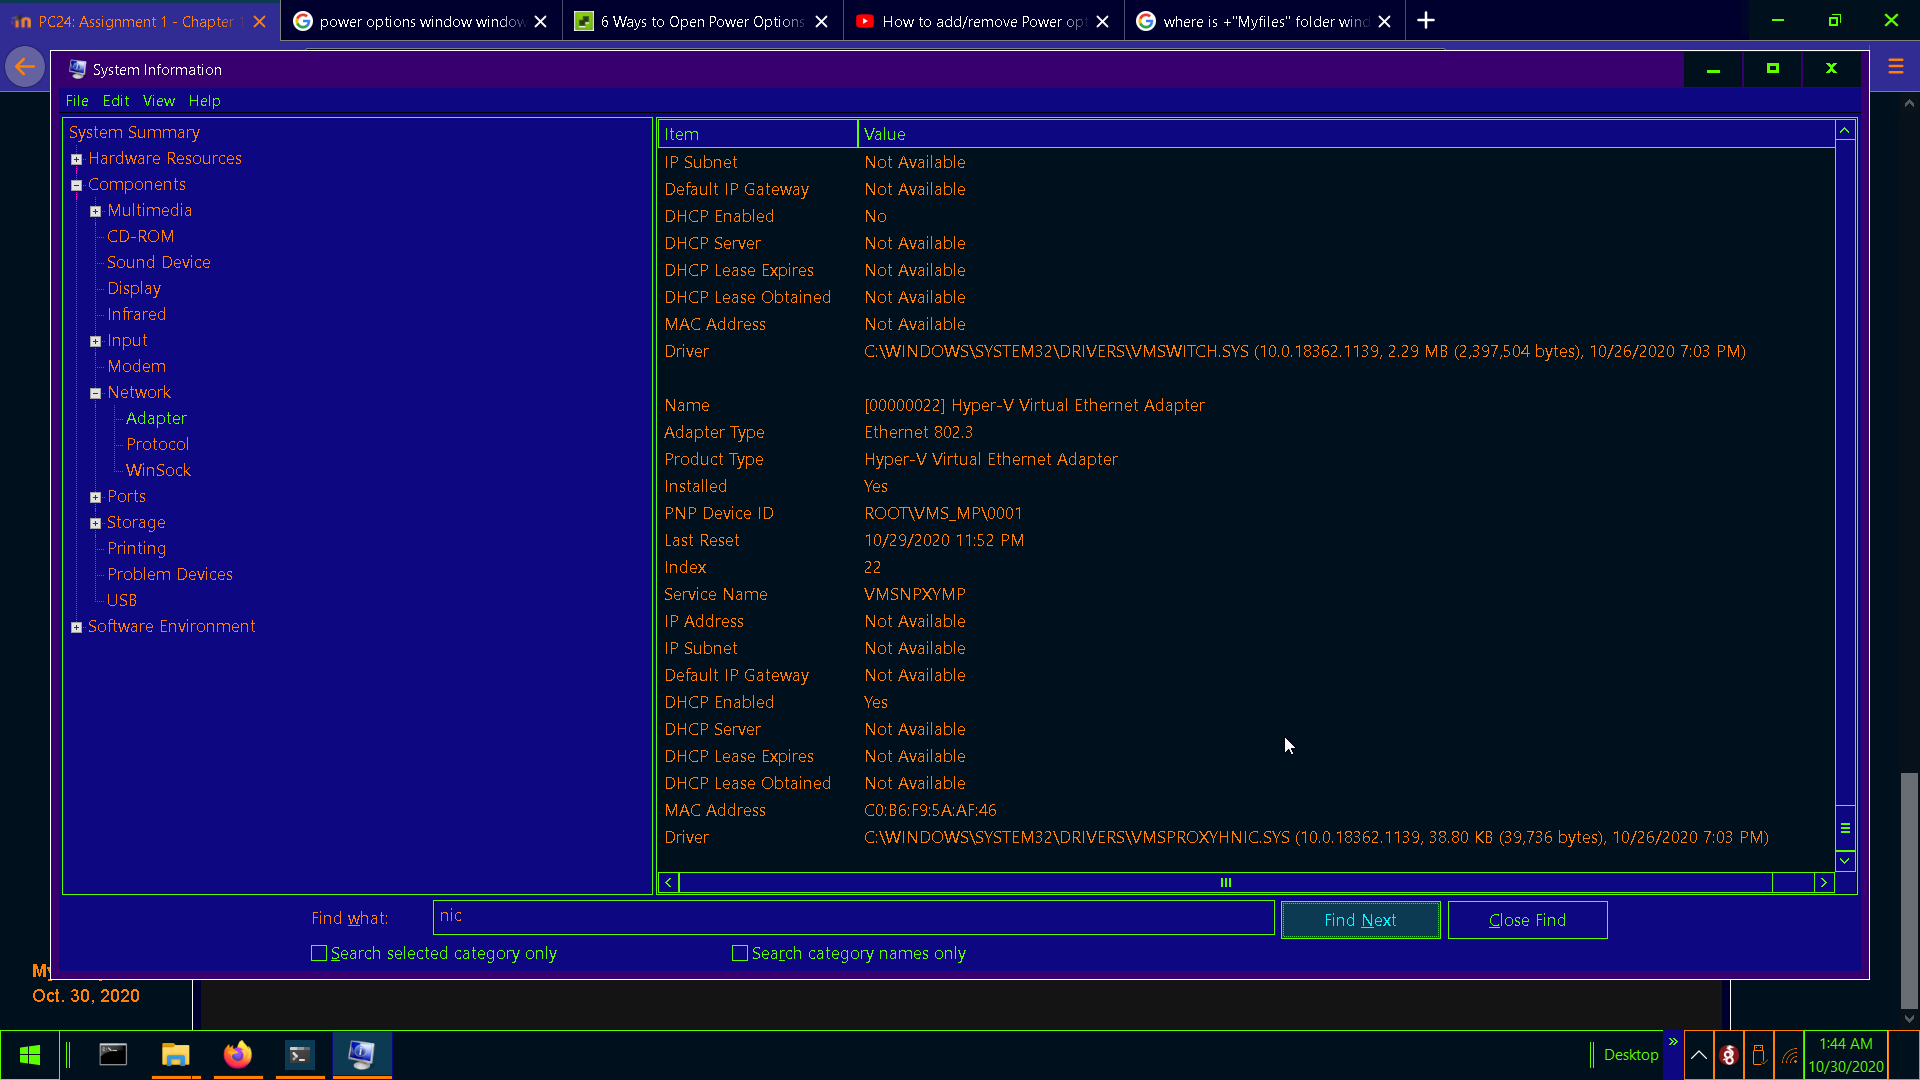 PC24: Assignment 1 - Chapter 1
power options window window
6 Ways to Open Power Options
How to add/remove Power op
where is +"Myfiles" folder wind
System Information
File Edit View Help
System Summary
Hardware Resources
Components
Multimedia
CD-ROM
Sound Device
Display
Infrared
Input
Modem
Network
Adapter
Protocol
WinSock
Ports
Storage
Printing
Problem Devices
USB
Software Environment
Item Value
IP Subnet Not Available
Default IP Gateway Not Available
DHCP Enabled No
DHCP Server Not Available
DHCP Lease Expires Not Available
DHCP Lease Obtained Not Available
MAC Address Not Available
Driver C:\WINDOWS\SYSTEM32\DRIVERS\VMSWITCH.SYS (10.0.18362.1139, 2.29 MB (2,397,504 bytes), 10/26/2020 7:03 PM)
Name [00000022] Hyper-V Virtual Ethernet Adapter
Adapter Type Ethernet 802.3
Product Type Hyper-V Virtual Ethernet Adapter
Installed Yes
PNP Device ID ROOT\VMS_MP\0001
Last Reset 10/29/2020 11:52 PM
Index 22
Service Name VMSNPXYMP
IP Address Not Available
IP Subnet Not Available
Default IP Gateway Not Available
DHCP Enabled Yes
DHCP Server Not Available
DHCP Lease Expires Not Available
DHCP Lease Obtained Not Available
MAC Address C0:B6:F9:5A:AF:46
Driver C:\WINDOWS\SYSTEM32\DRIVERS\VMSPROXYHNIC.SYS (10.0.18362.1139, 38.80 KB (39,736 bytes), 10/26/2020 7:03 PM)
Find what: nic Find Next Close Find
Search selected category only Search category names only
Oct. 30, 2020
Desktop
1:44 AM
10/30/2020